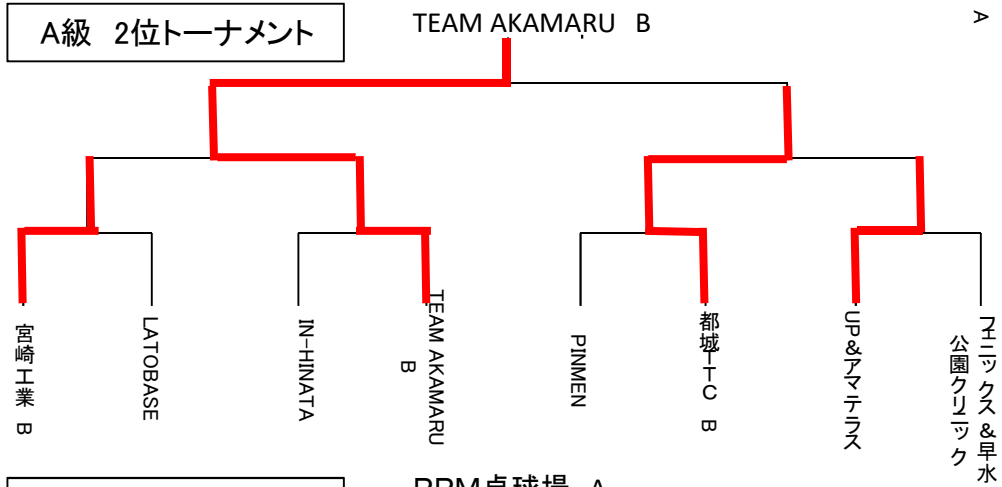 A級 2位トーナメント
TEAM AKAMARU B
A
宮崎工業 B
LATOBASE
IN-HINATA
TEAM AKAMARU
B
PINMEN
都城TTC B
UP&アマテラス
フェニックス&早水
公園クリニック
A